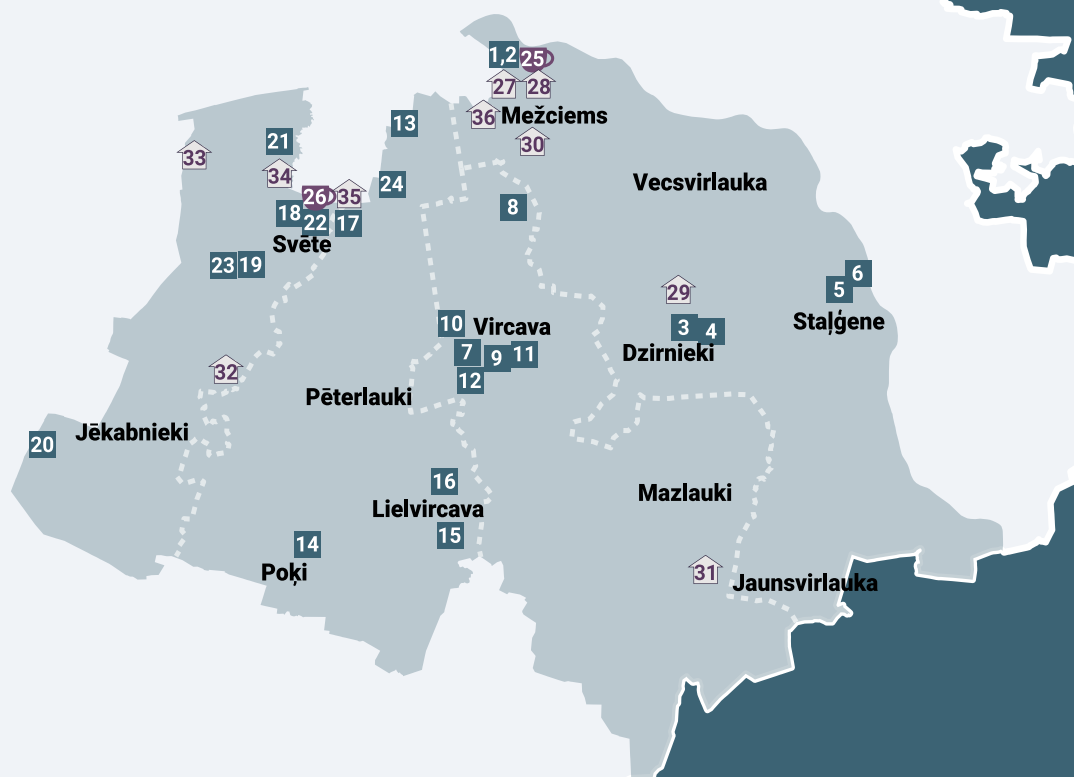 1,2 25
27 28
36 Mežciems
13
30
21
33
34
24
Vecsvirlauka
26 35
18 22 17
8
Svēte
23 19
6
5
29
Staļģene
10 Vircava
3 4
7 9 11
Dzirnieki
32
12
Pēterlauki
Jēkabnieki
20
16
Mazlauki
Lielvircava
15
14
Poķi
31
Jaunsvirlauka